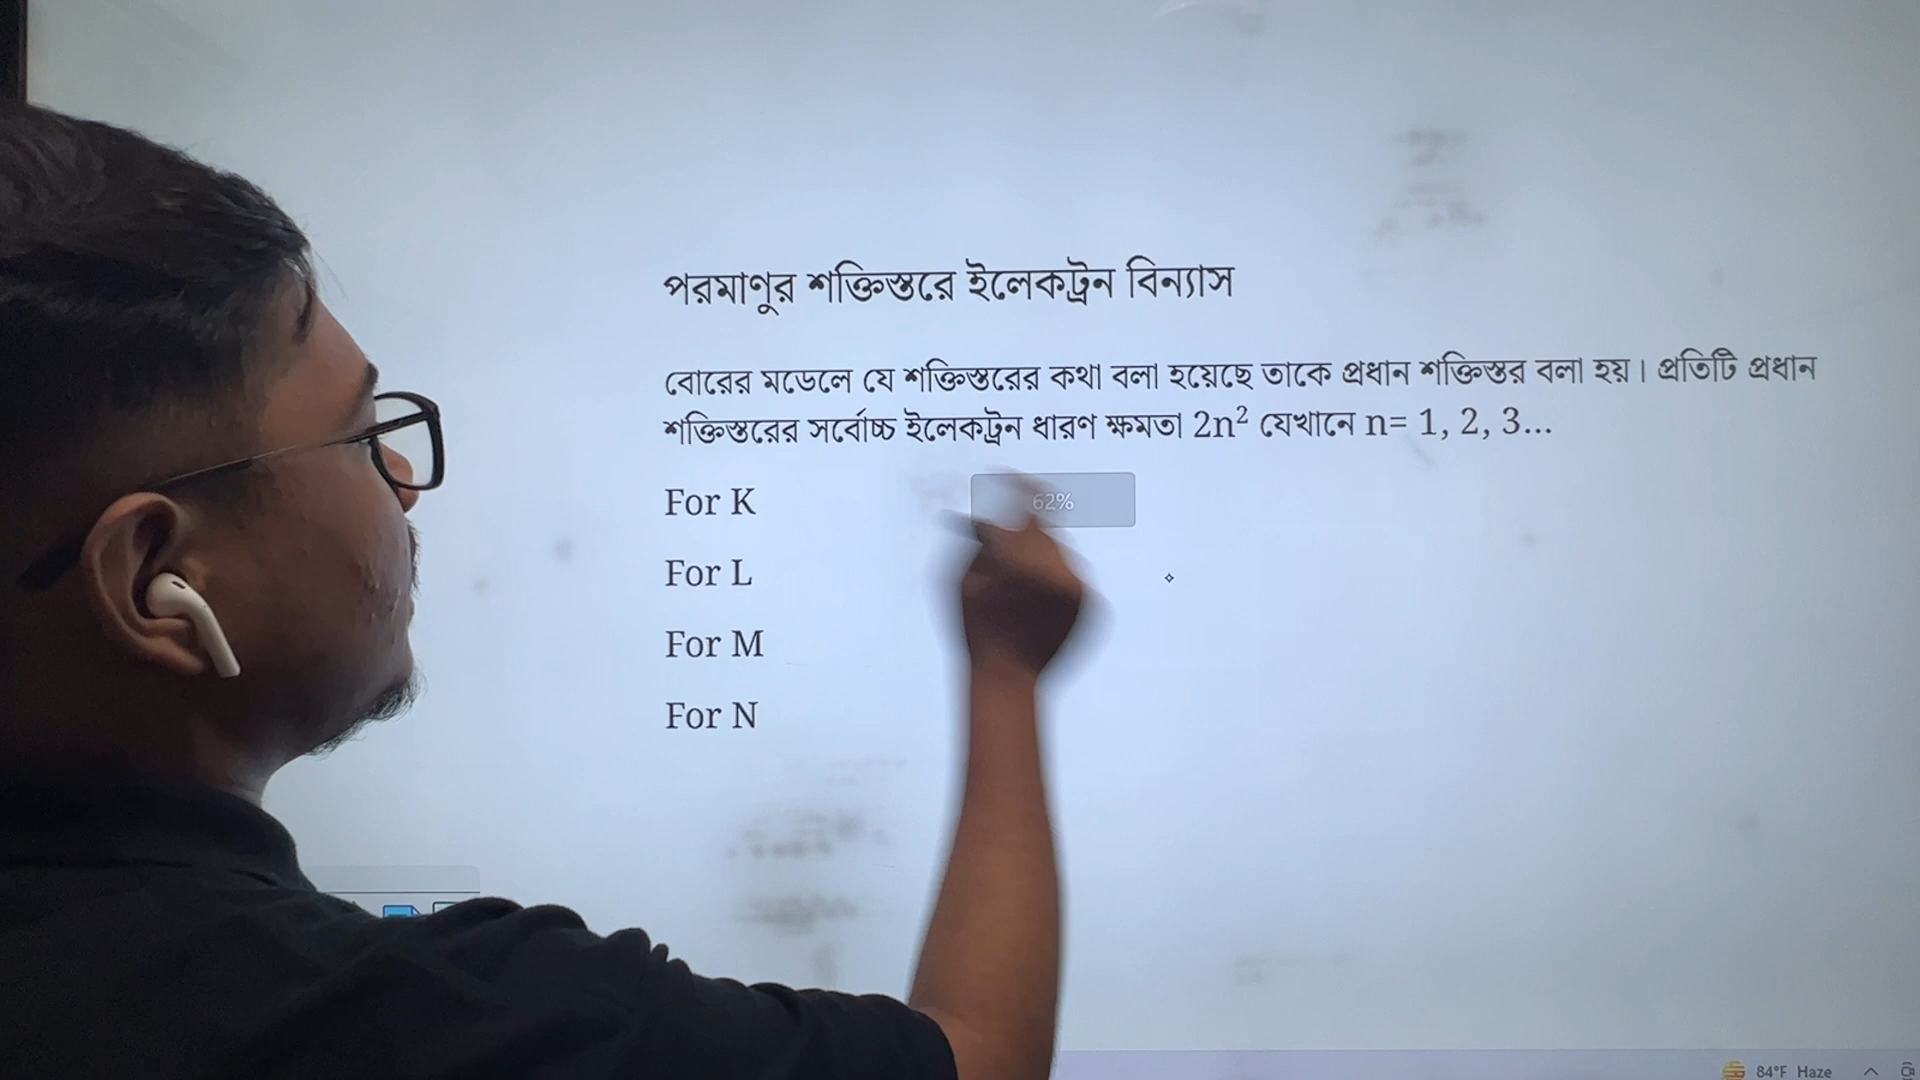 পরমাণুর শক্তিস্তরে ইলেকট্রন বিন্যাস
বোরের মডেলে যে শক্তিস্তরের কথা বলা হয়েছে তাকে প্রধান শক্তিস্তর বলা হয়। প্রতিটি প্রধান
শক্তিস্তরের সর্বোচ্চ ইলেকট্রন ধারণ ক্ষমতা 2n² যেখানে n= 1, 2, 3...
For K
62%
For L
For M
For N
84°F Haze